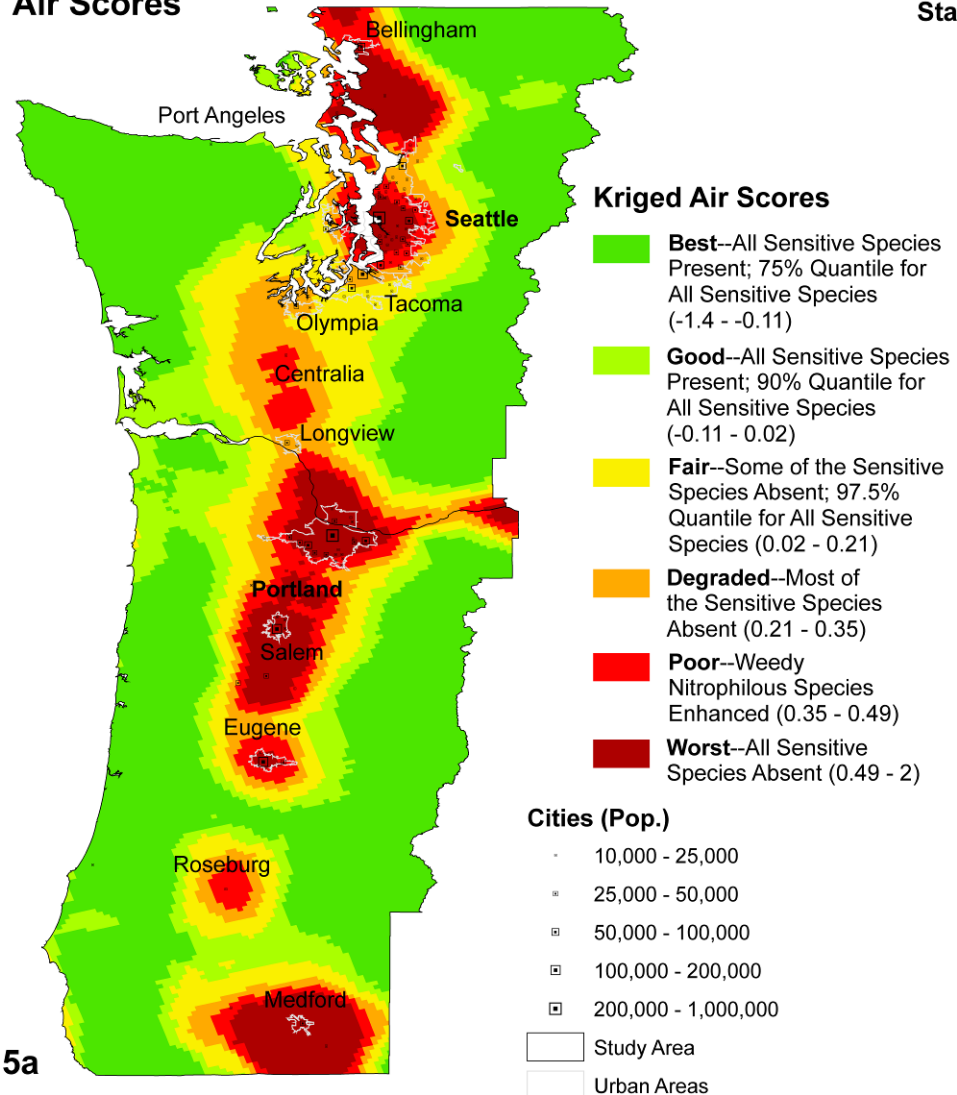 Air Scores
Sta
Bellingham
Port Angeles
Seattle
Tacoma
Olympia
Centralia
Longview
Portland
Salem
Eugene
Roseburg
Medford
5a
Kriged Air Scores
Best--All Sensitive Species
Present; 75% Quantile for
All Sensitive Species
(-1.4 - -0.11)
Good--All Sensitive Species
Present; 90% Quantile for
All Sensitive Species
(-0.11 - 0.02)
Fair--Some of the Sensitive
Species Absent; 97.5%
Quantile for All Sensitive
Species (0.02 - 0.21)
Degraded--Most of
the Sensitive Species
Absent (0.21 - 0.35)
Poor--Weedy
Nitrophilous Species
Enhanced (0.35 - 0.49)
Worst--All Sensitive
Species Absent (0.49 - 2)
Cities (Pop.)
10,000 - 25,000
25,000 - 50,000
50,000 - 100,000
100,000 - 200,000
200,000 - 1,000,000
Study Area
Urban Areas